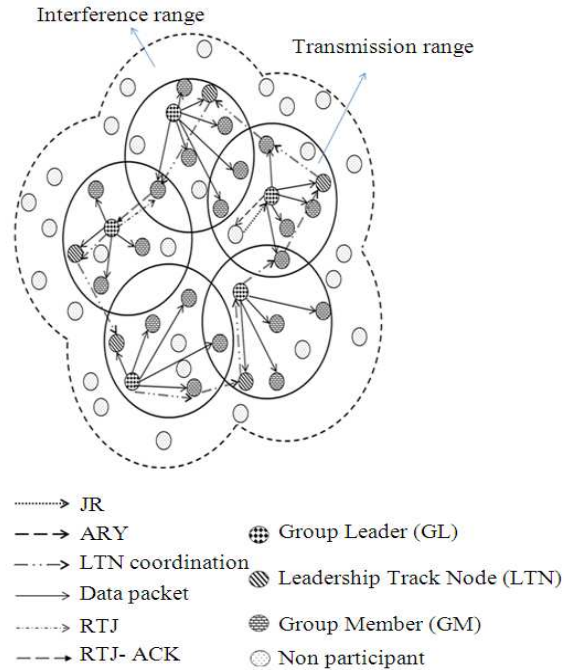 Interference range
Transmission range
JR
ARY
LTN coordination
Data packet
RTJ
RTJ- ACK
Group Leader (GL)
Leadership Track Node (LTN)
Group Member (GM)
Non participant